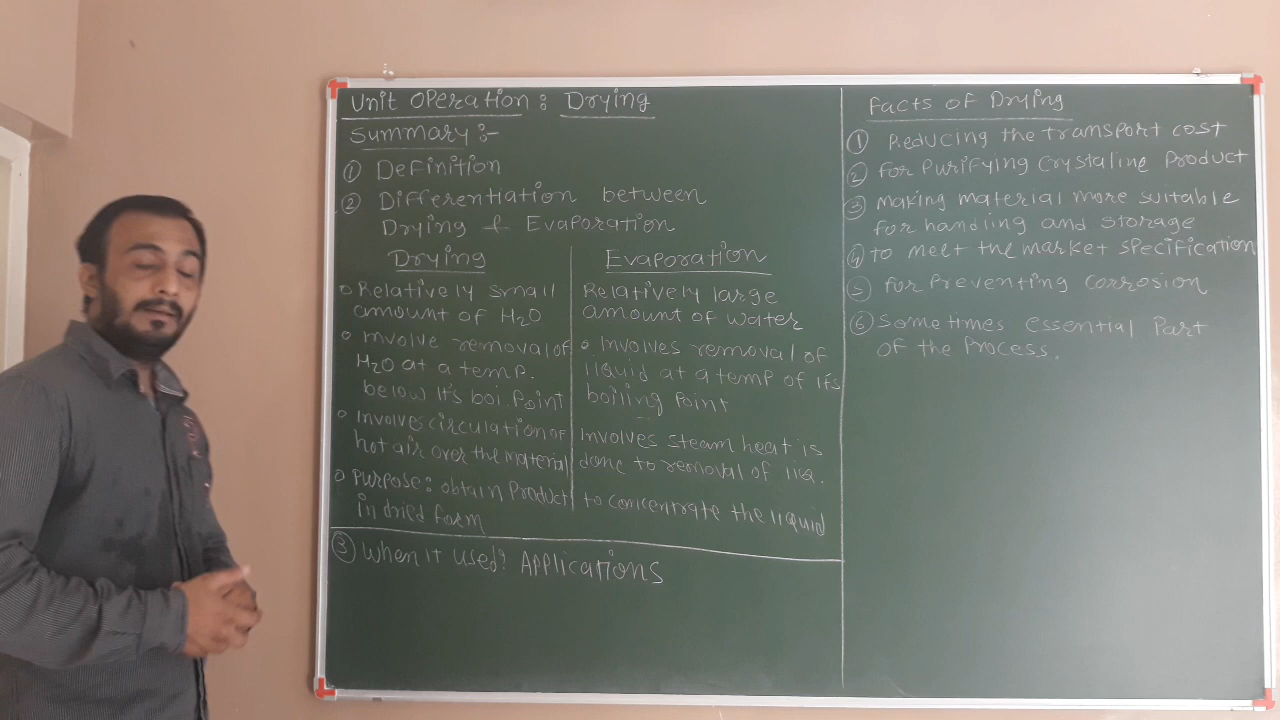 Unit Operation : Drying
Summary :-
① Definition
② Differentiation between
Drying & Evaporation
Drying
○ Relatively small
amount of H₂O
○ Involve removal of
H₂O at a temp.
below it's boi. Point
○ Involves circulation of
hot air over the material
○ Purpose: obtain Product
in dried form
Evaporation
Relatively large
amount of water
○ Involves removal of
liquid at a temp of its
boiling Point
Involves steam heat is
done to removal of liq.
to concentrate the liquid
③ When it used? Applications
Facts of Drying
① Reducing the transport cost
② for Purifying Crystaline Product
③ making material more suitable
for handling and storage
④ to meet the market specification
⑤ for Preventing corrosion
⑥ Sometimes essential Part
of the Process.